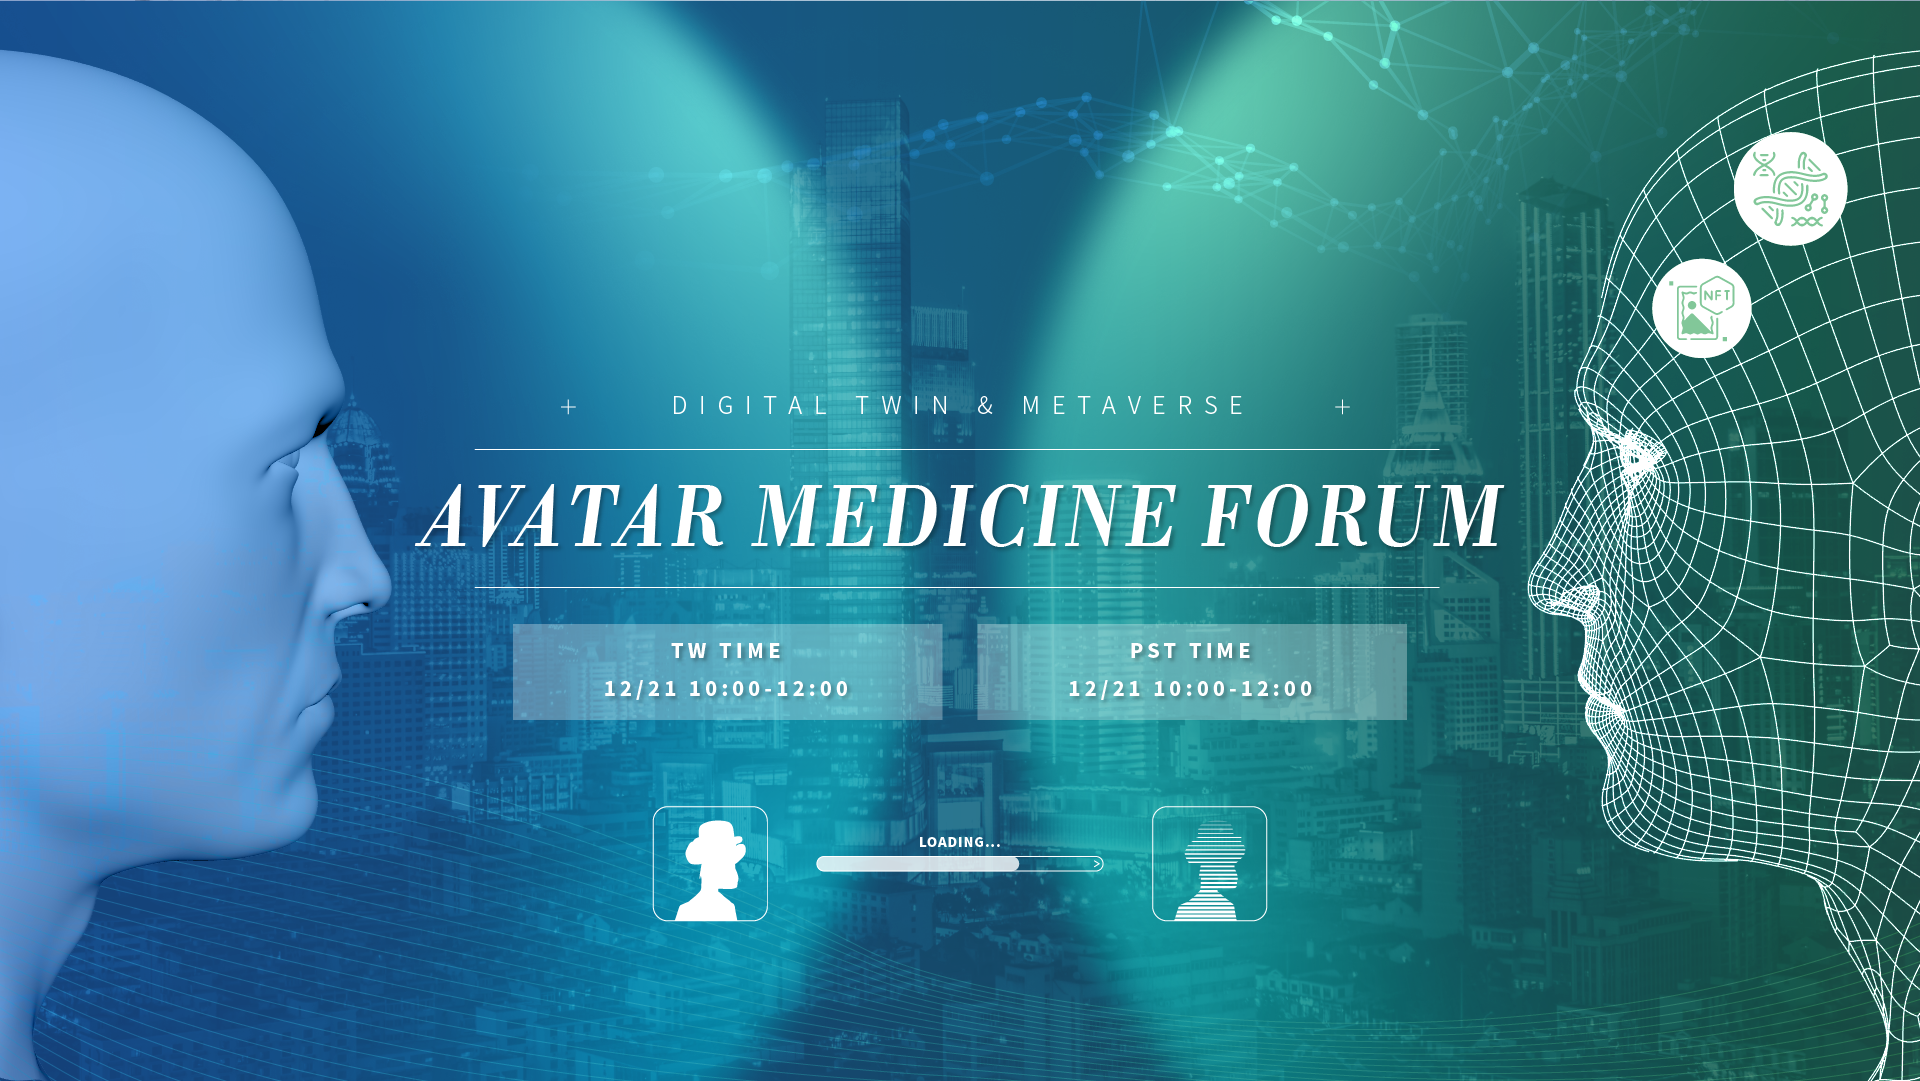 NFT
DIGITAL TWIN & METAVERSE
AVATAR MEDICINE FORUM
TW TIME
12/21 10:00-12:00
PST TIME
12/21 10:00-12:00
LOADING...